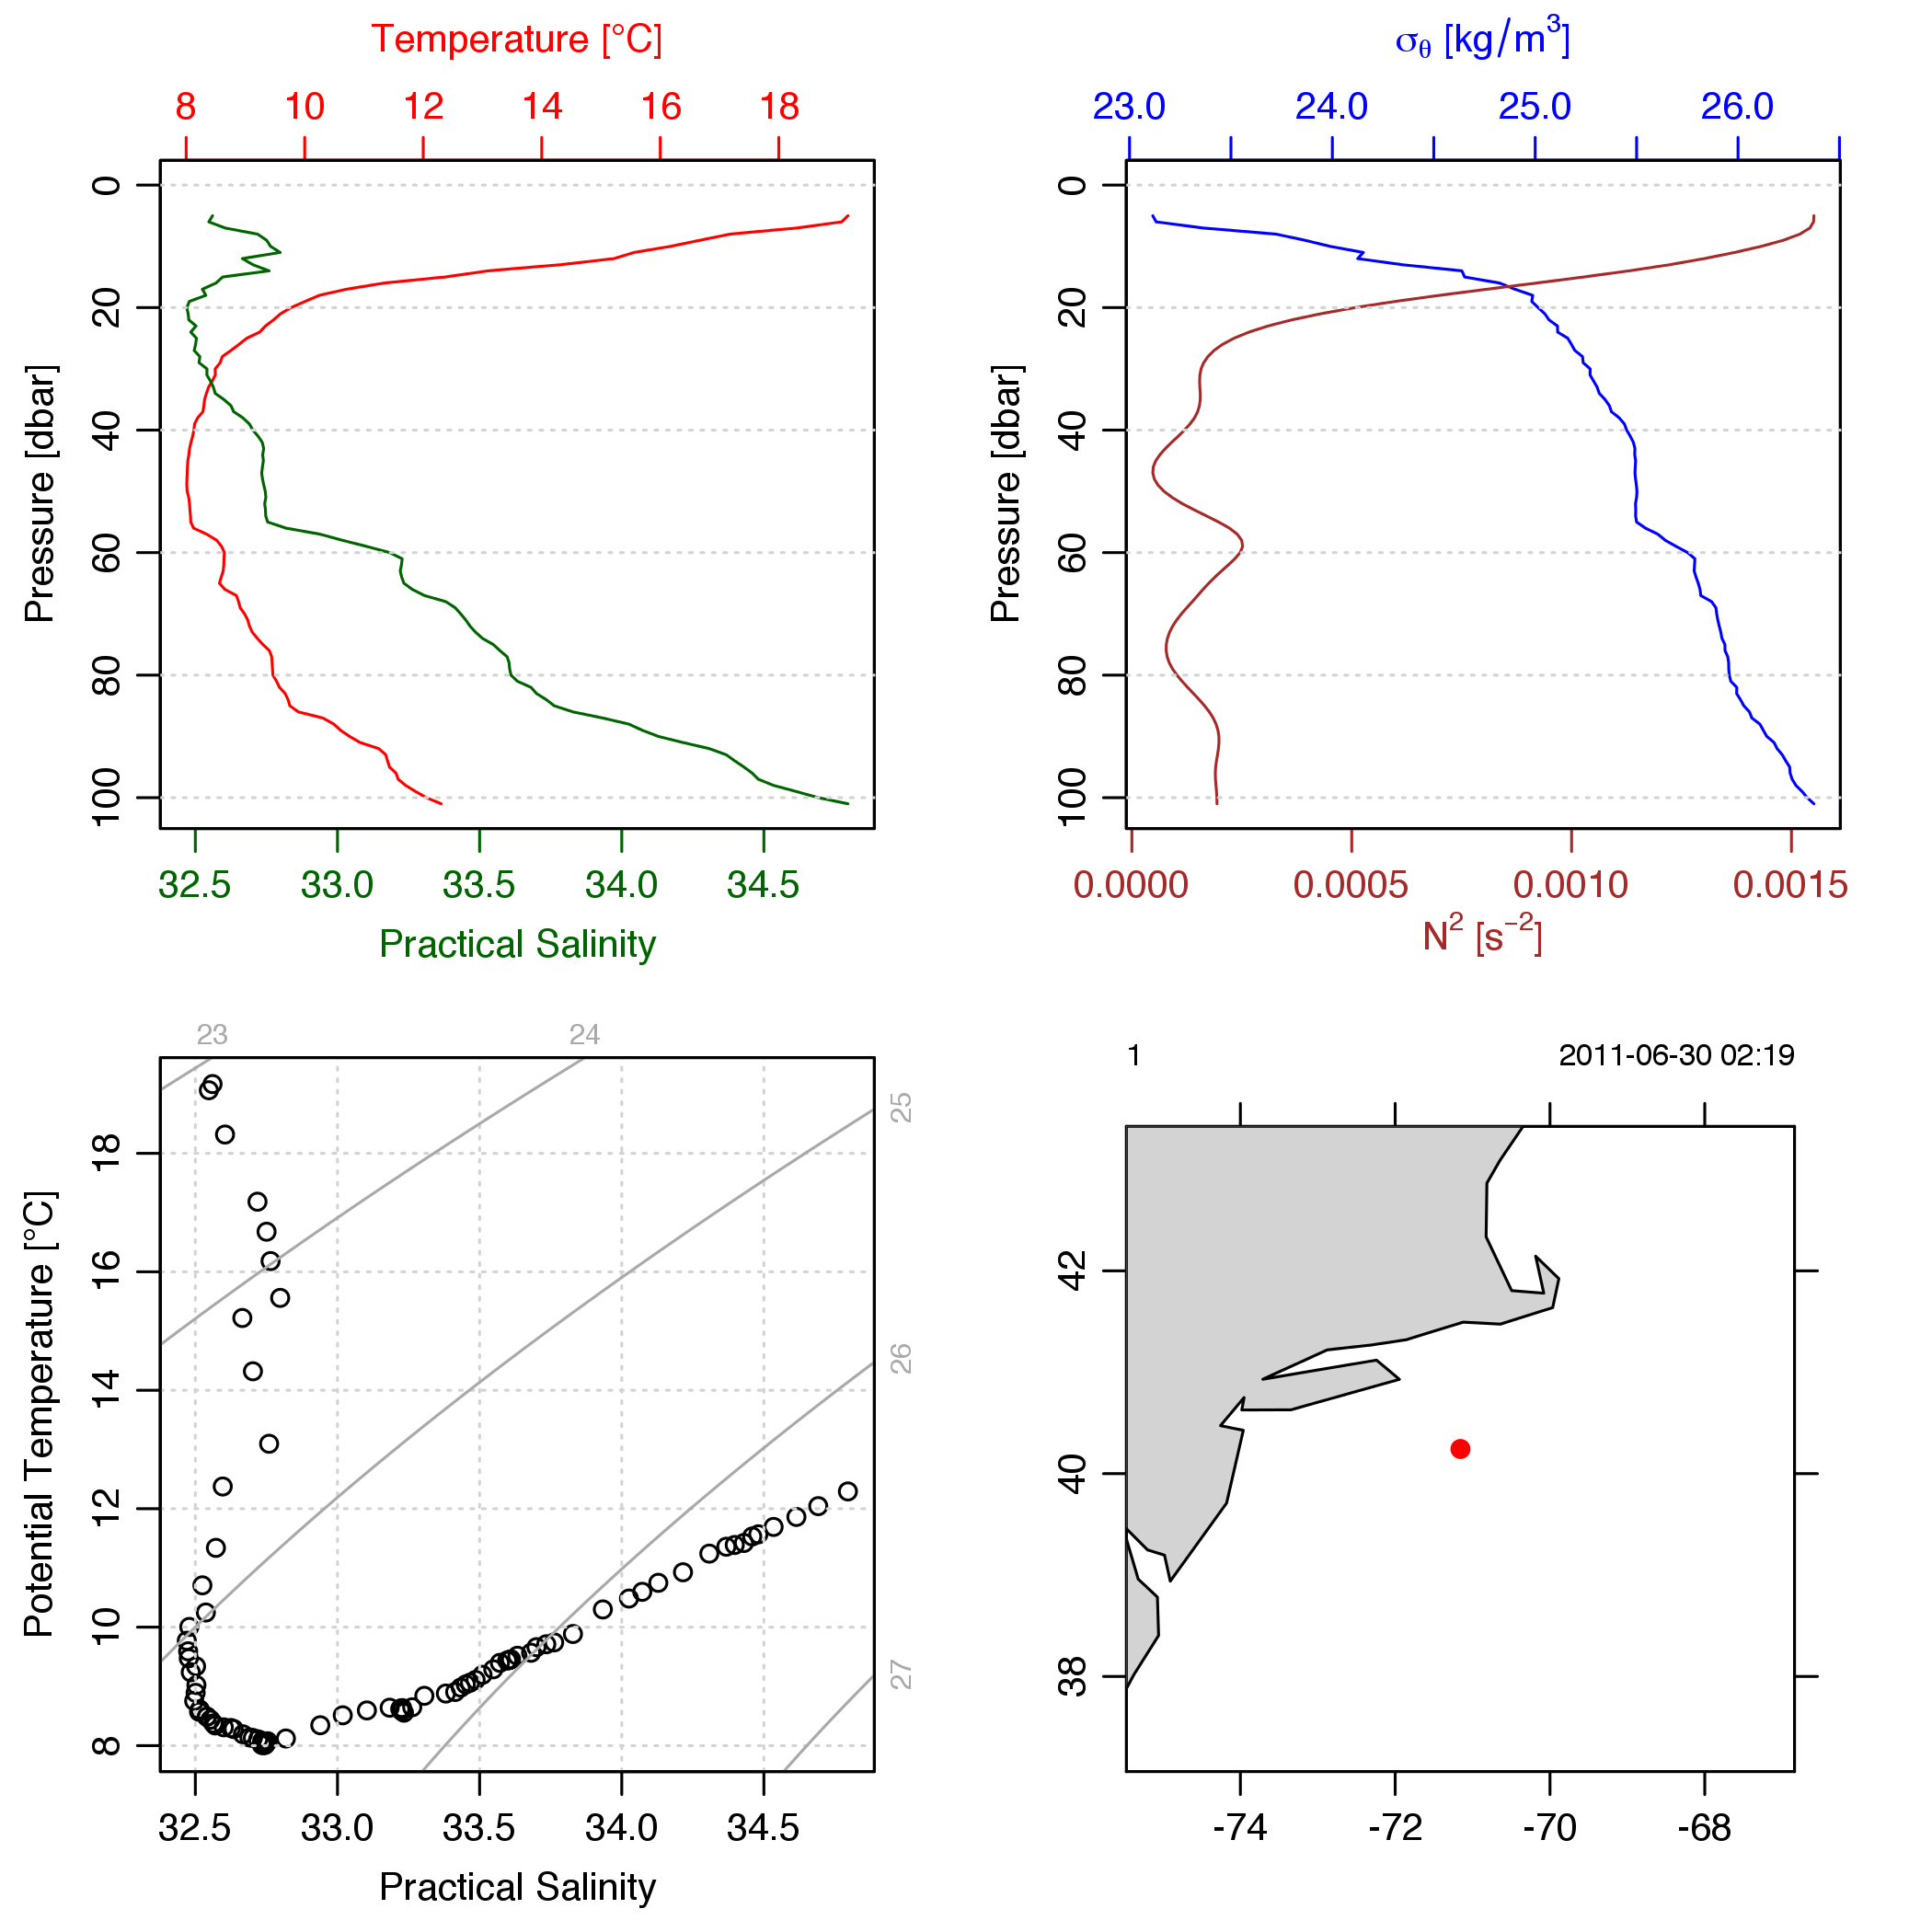 Temperature [°C]
8 10 12 14 16 18
0
20
40
60
80
100
Pressure [dbar]
32.5 33.0 33.5 34.0 34.5
Practical Salinity
σθ [kg/m³]
23.0 24.0 25.0 26.0
0
20
40
60
80
100
Pressure [dbar]
0.0000 0.0005 0.0010 0.0015
N² [s⁻²]
23 24
25
26
27
18
16
14
12
10
8
Potential Temperature [°C]
32.5 33.0 33.5 34.0 34.5
Practical Salinity
1 2011-06-30 02:19
42
40
38
-74 -72 -70 -68